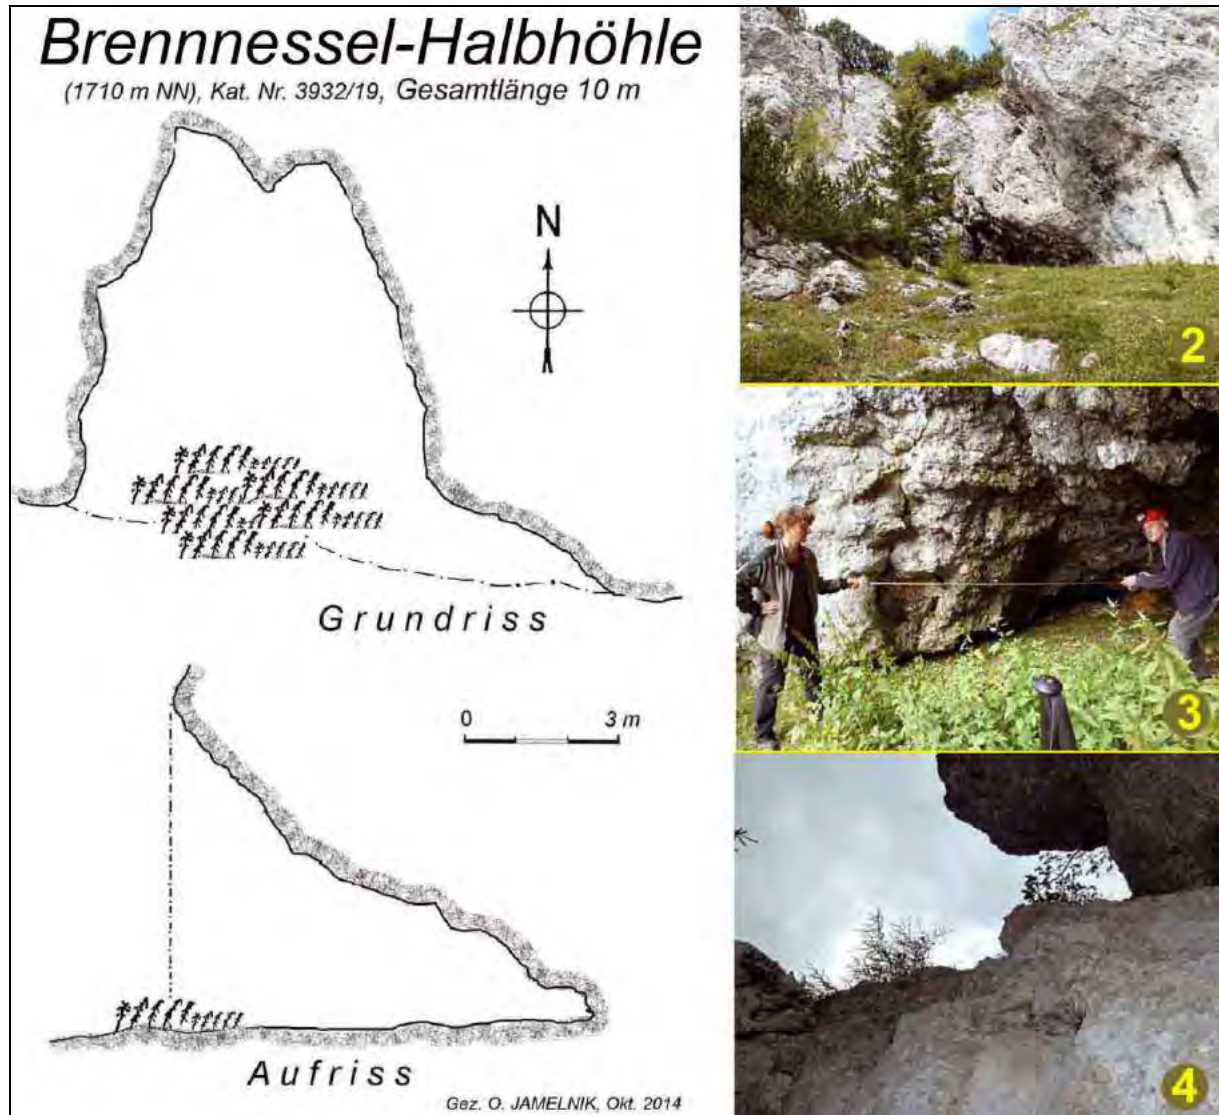 Brennnessel-Halbhöhle
(1710 m NN), Kat. Nr. 3932/19, Gesamtlänge 10 m
N
Grundriss
0 3 m
Aufriss
Gez. O. JAMELNIK, Okt. 2014
2
3
4